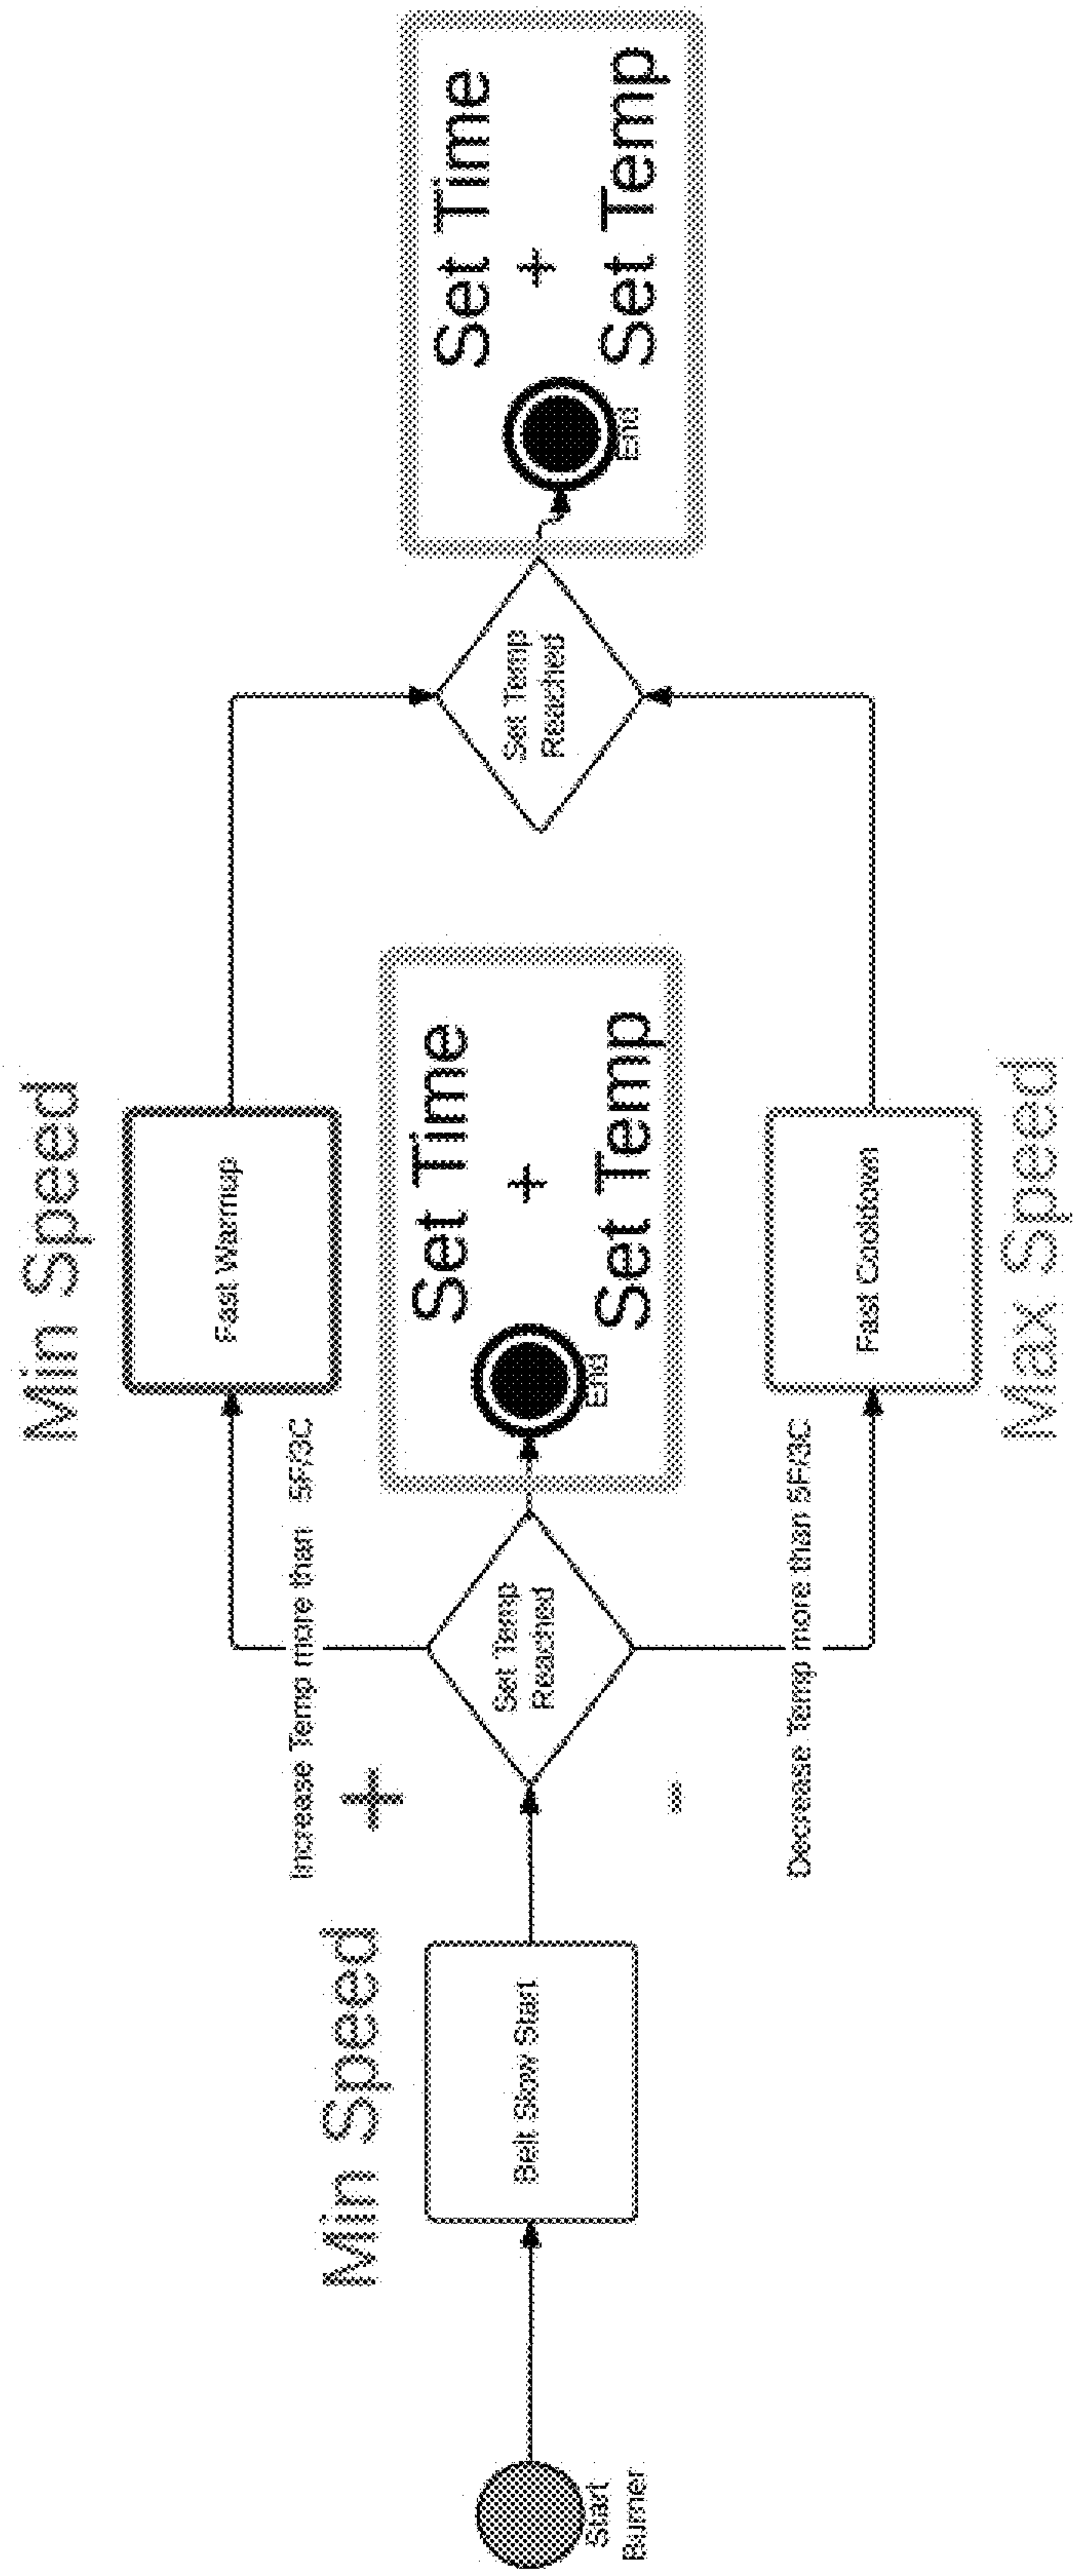 Start
Burner
Min Speed
Belt Slow Start
+
-
Set Temp
Reached
Increase Temp more than 5F/3C
Decrease Temp more than 5F/3C
Min Speed
Fast Warmup
Set Time
+
Set Temp
End
Fast Cooldown
Max Speed
Set Temp
Reached
Set Time
+
Set Temp
End